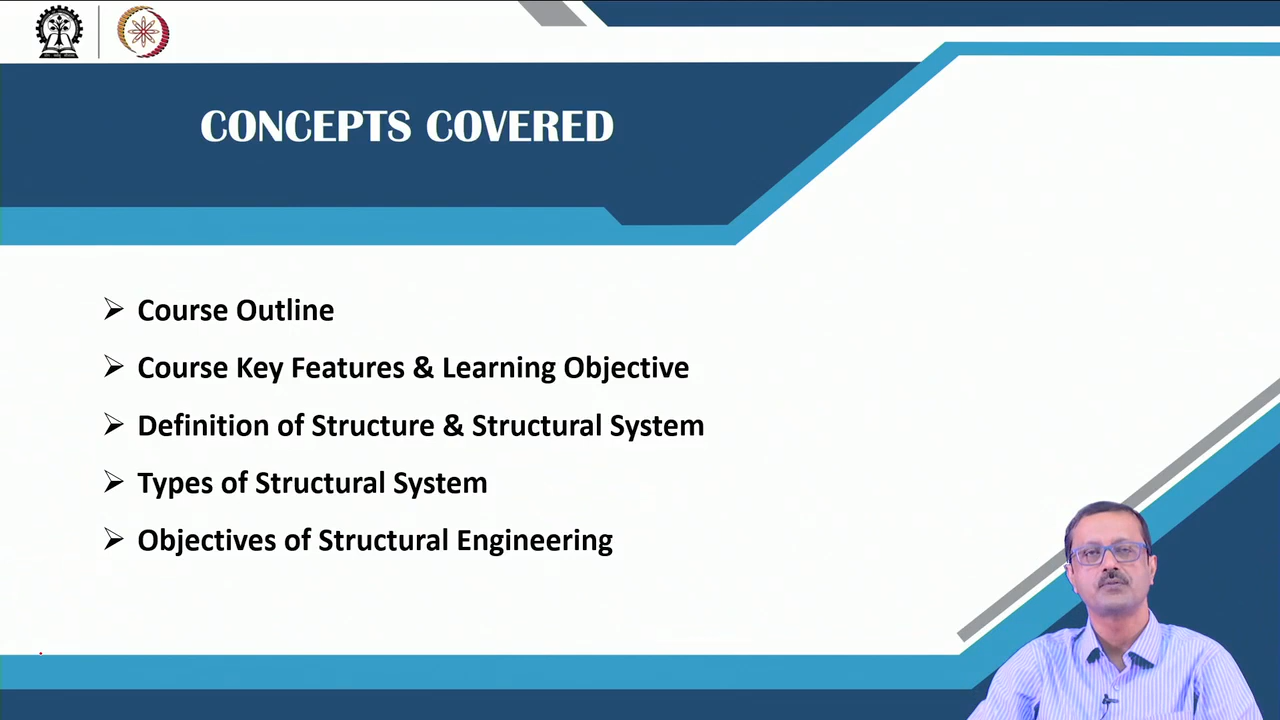 CONCEPTS COVERED
➢ Course Outline
➢ Course Key Features & Learning Objective
➢ Definition of Structure & Structural System
➢ Types of Structural System
➢ Objectives of Structural Engineering